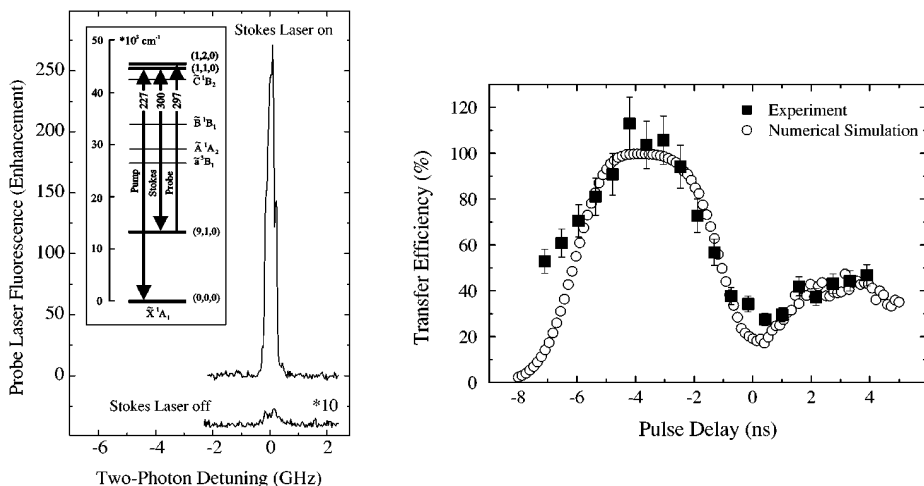 Stokes Laser on
Probe Laser Fluorescence (Enhancement)
250
200
150
100
50
0
50
*10³ cm⁻¹
40
30
20
10
0
(1,2,0)
(1,1,0)
C̃ ¹B₂
227
300
297
B̃ ¹B₁
Ã ¹A₂
ã ³B₁
Pump
Stokes
Probe
(9,1,0)
(0,0,0)
X̃ ¹A₁
Stokes Laser off
*10
-6
-4
-2
0
2
Two-Photon Detuning (GHz)
Transfer Efficiency (%)
120
100
80
60
40
20
0
Experiment
Numerical Simulation
-8
-6
-4
-2
0
2
4
Pulse Delay (ns)